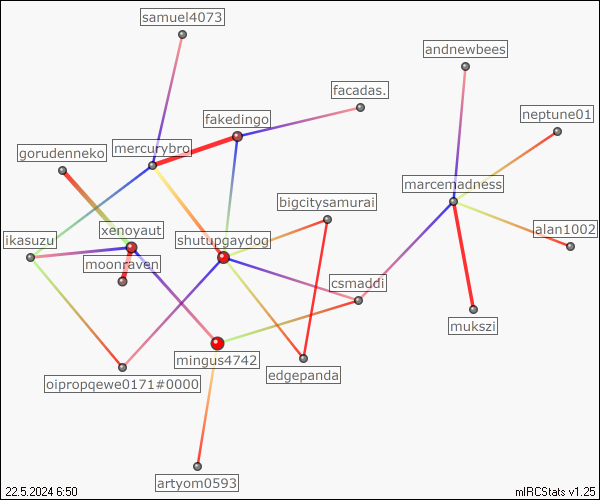 samuel4073
andnewbees
facadas.
neptune01
fakedingo
mercurybro
gorudenneko
marcemadness
bigcitysamurai
xenoyaut
alan1002
ikasuzu
shutupgaydog
moonraven
csmaddi
mukszi
mingus4742
edgepanda
oipropqewe0171#0000
artyom0593
22.5.2024 6:50
mIRCStats v1.25